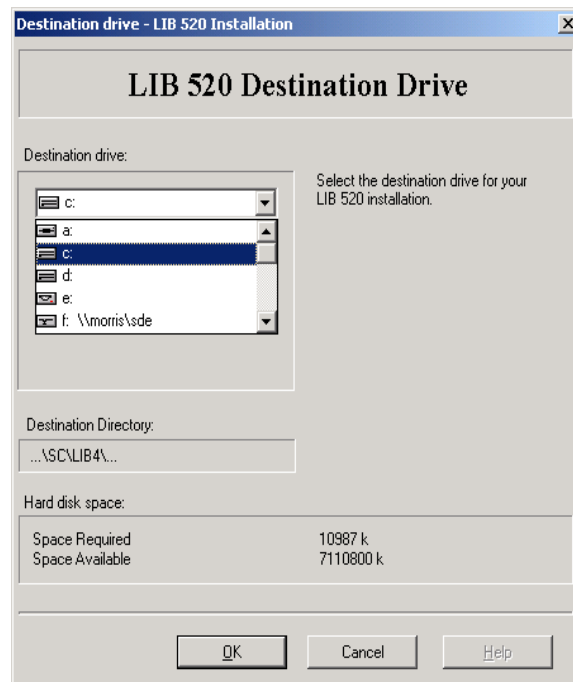 Destination drive - LIB 520 Installation
LIB 520 Destination Drive
Destination drive:
c:
a:
c:
d:
e:
f: \\morris\sde
Select the destination drive for your
LIB 520 installation.
Destination Directory:
...\SC\LIB4\...
Hard disk space:
Space Required 10987 k
Space Available 7110800 k
OK Cancel Help